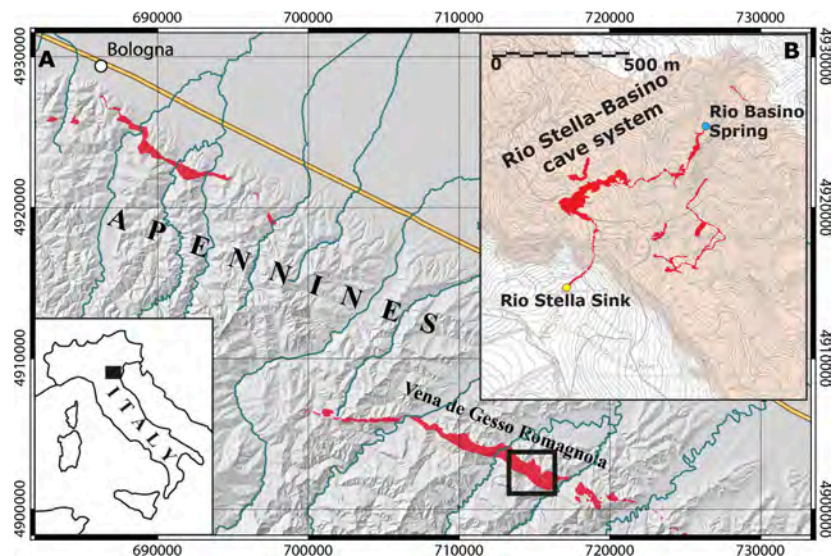 690000 700000 710000 720000 730000
4930000
4920000
4910000
4900000
A
Bologna
APENNINES
Vena de Gesso Romagnola
ITALY
B
0 500 m
Rio Stella-Basino
cave system
Rio Basino
Spring
Rio Stella Sink
4930000
4920000
4910000
4900000
690000 700000 710000 720000 730000